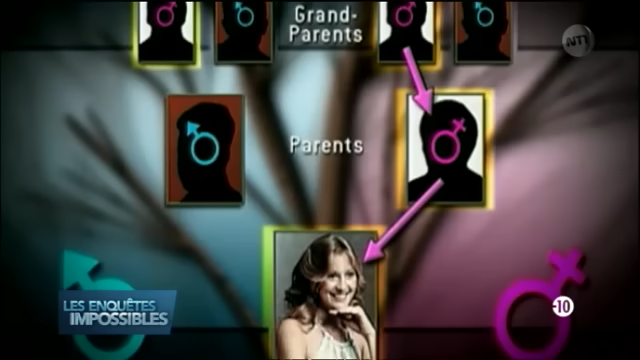 Grand-
Parents
NT1
Parents
LES ENQUÊTES
IMPOSSIBLES
-10